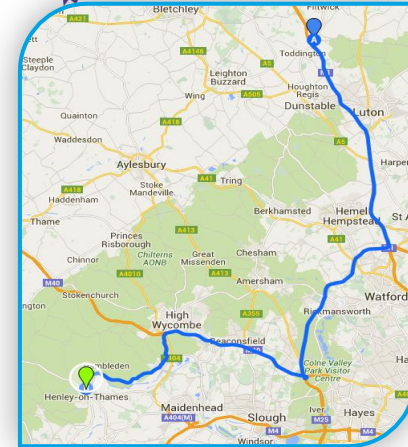 Bletchley
Flitwick
A421
A4146
A5
Toddington
A
M1
Steeple
Claydon
Leighton
Buzzard
Houghton
Regis
Wing
A505
Dunstable
Luton
Quainton
A418
A5
Waddesdon
Aylesbury
A41
Tring
Stoke
Mandeville
A418
Haddenham
Berkhamsted
Hemel
Hempstead
Thame
Princes
Risborough
A413
A41
Chinnor
Chilterns
AONB
Great
Missenden
Chesham
M40
A4010
A413
Stokenchurch
Amersham
Watford
High
Wycombe
A355
Rickmansworth
Beaconsfield
Colne Valley
Park Visitor
Centre
Henley-on-Thames
Maidenhead
A404(M)
Slough
Iver
Hayes
M4
M25
M4
Windsor